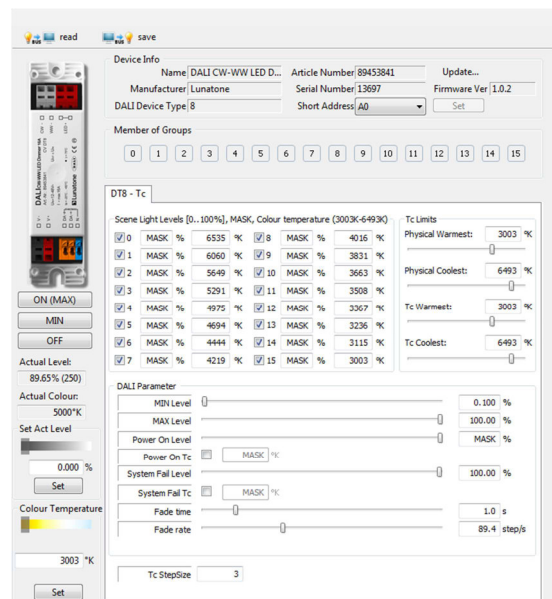 read save
Device Info
Name DALI CW-WW LED D... Article Number 89453841 Update...
Manufacturer Lunatone Serial Number 13697 Firmware Ver 1.0.2
DALI Device Type 8 Short Address A0 Set
Member of Groups
0 1 2 3 4 5 6 7 8 9 10 11 12 13 14 15
DT8 - Tc
Scene Light Levels [0..100%], MASK, Colour temperature (3003K-6493K)
0 MASK % 6535 °K 8 MASK % 4016 °K
1 MASK % 6060 °K 9 MASK % 3831 °K
2 MASK % 5649 °K 10 MASK % 3663 °K
3 MASK % 5291 °K 11 MASK % 3508 °K
4 MASK % 4975 °K 12 MASK % 3367 °K
5 MASK % 4694 °K 13 MASK % 3236 °K
6 MASK % 4444 °K 14 MASK % 3115 °K
7 MASK % 4219 °K 15 MASK % 3003 °K
Tc Limits
Physical Warmest: 3003 °K
Physical Coolest: 6493 °K
Tc Warmest: 3003 °K
Tc Coolest: 6493 °K
ON (MAX)
MIN
OFF
Actual Level:
89.65% (250)
Actual Colour:
5000°K
Set Act Level
0.000 %
Set
Colour Temperature
3003 °K
Set
DALI Parameter
MIN Level 0.100 %
MAX Level 100.00 %
Power On Level MASK %
Power On Tc MASK °K
System Fail Level 100.00 %
System Fail Tc MASK °K
Fade time 1.0 s
Fade rate 89.4 step/s
Tc StepSize 3